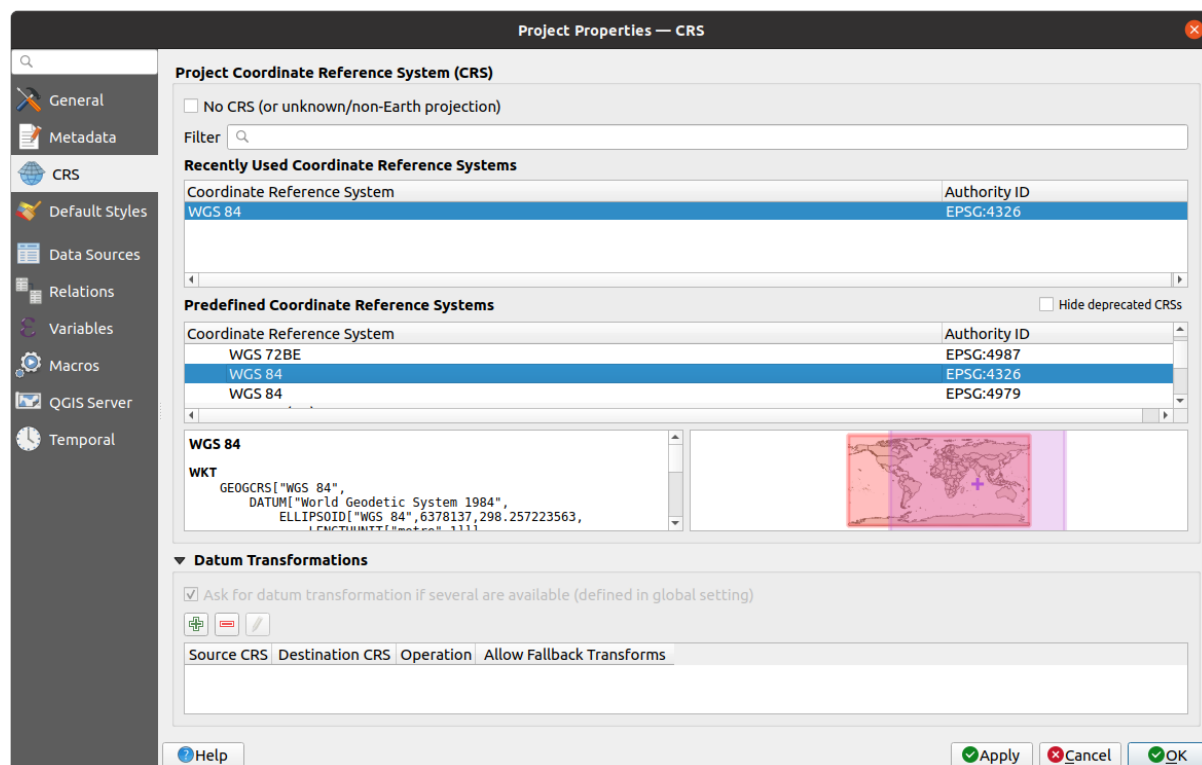 Project Properties — CRS
General
Metadata
CRS
Default Styles
Data Sources
Relations
Variables
Macros
QGIS Server
Temporal
Project Coordinate Reference System (CRS)
No CRS (or unknown/non-Earth projection)
Filter
Recently Used Coordinate Reference Systems
Coordinate Reference System Authority ID
WGS 84 EPSG:4326
Predefined Coordinate Reference Systems Hide deprecated CRSs
Coordinate Reference System Authority ID
WGS 72BE EPSG:4987
WGS 84 EPSG:4326
WGS 84 EPSG:4979
WGS 84
WKT
GEOGCRS["WGS 84",
DATUM["World Geodetic System 1984",
ELLIPSOID["WGS 84",6378137,298.257223563,
LENGTHUNIT["metre",1]]],
Datum Transformations
Ask for datum transformation if several are available (defined in global setting)
Source CRS Destination CRS Operation Allow Fallback Transforms
Help Apply Cancel OK